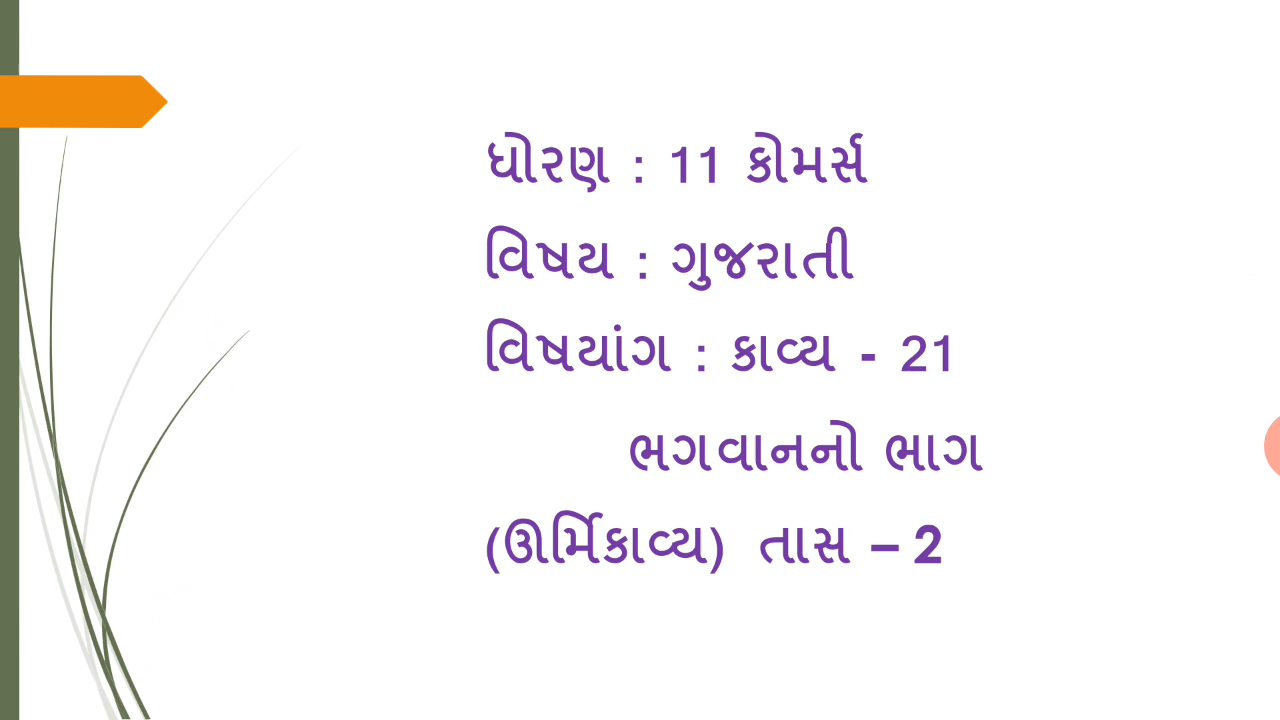 ધોરણ : 11 કોમર્સ
વિષય : ગુજરાતી
વિષયાંગ : કાવ્ય - 21
ભગવાનનો ભાગ
(ઊર્મિકાવ્ય) તાસ – 2